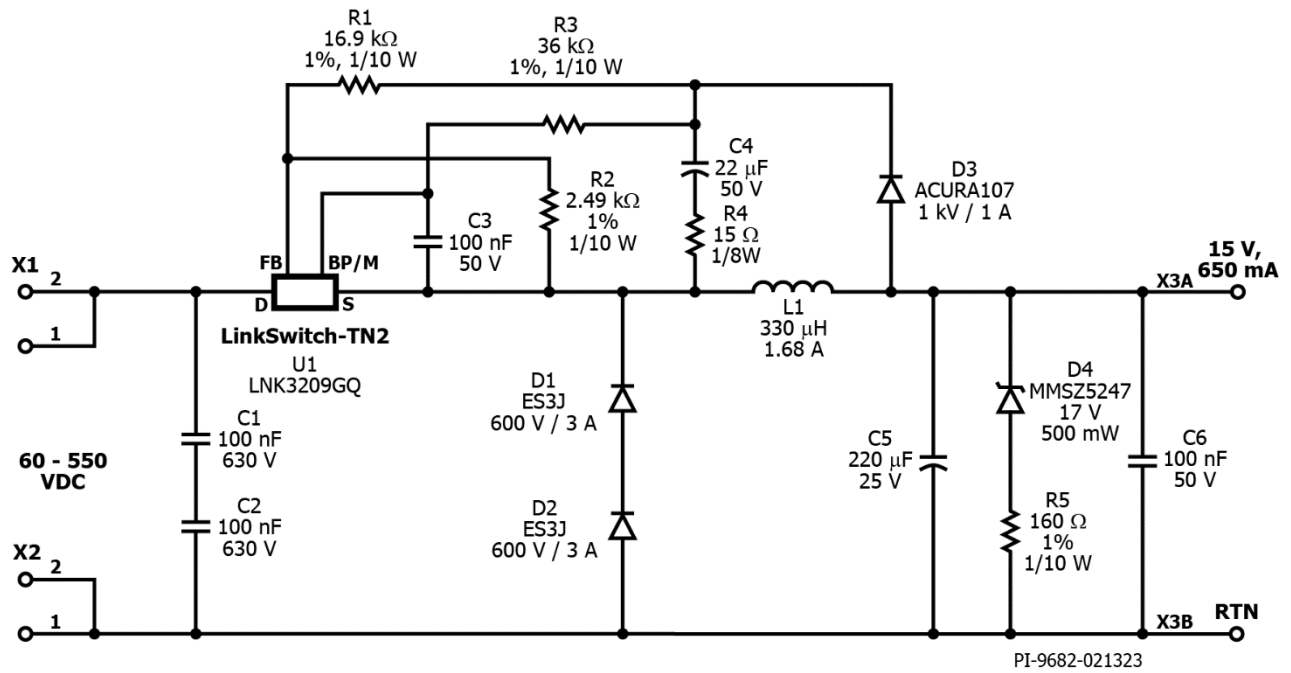 R1
16.9 kΩ
1%, 1/10 W
R3
36 kΩ
1%, 1/10 W
C4
22 μF
50 V
D3
ACURA107
1 kV / 1 A
R2
2.49 kΩ
1%
1/10 W
R4
15 Ω
1/8W
C3
100 nF
50 V
FB
BP/M
X1
2
1
D
S
LinkSwitch-TN2
U1
LNK3209GQ
15 V,
650 mA
X3A
L1
330 μH
1.68 A
D1
ES3J
600 V / 3 A
D4
MMSZ5247
17 V
500 mW
C1
100 nF
630 V
60 - 550
VDC
C5
220 μF
25 V
C6
100 nF
50 V
C2
100 nF
630 V
D2
ES3J
600 V / 3 A
R5
160 Ω
1%
1/10 W
X2
2
1
X3B
RTN
PI-9682-021323